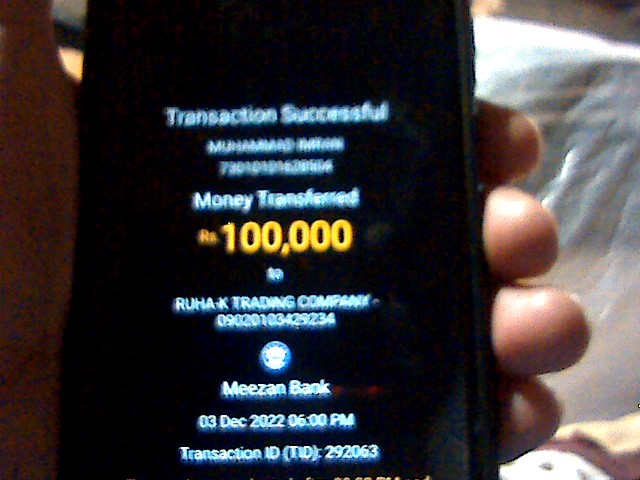 Transaction Successful
MUHAMMAD IMRAN
Money Transferred
Rs 100,000
to
RUHA-K TRADING COMPANY -
09020103429234
Meezan Bank
03 Dec 2022 06:00 PM
Transaction ID (TID): 292063